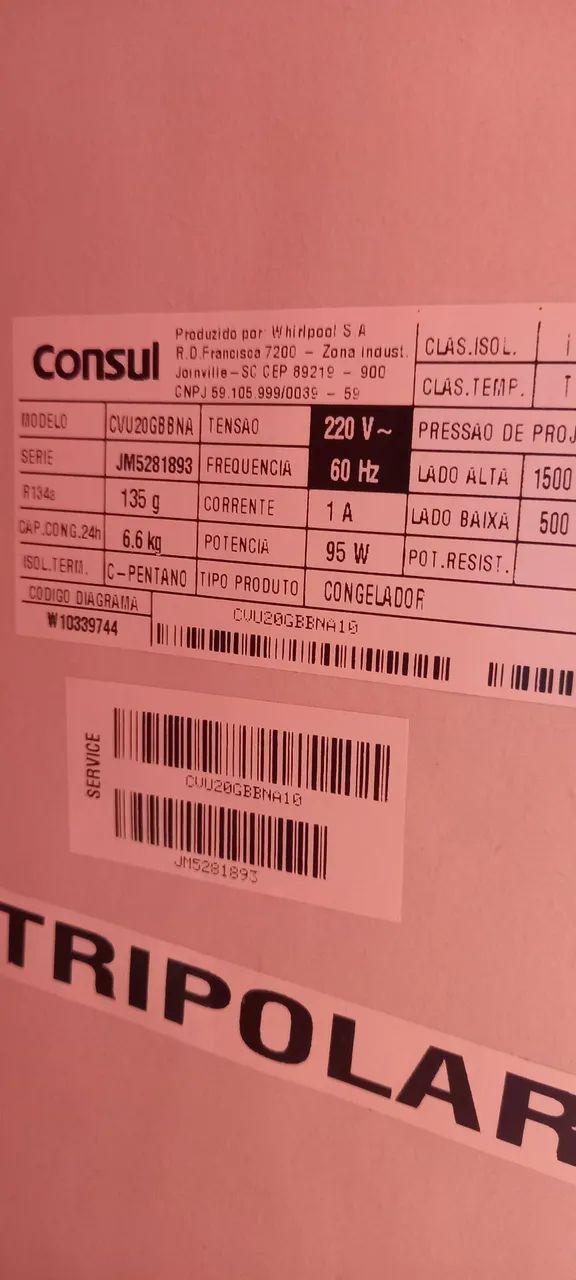 Consul
Produzido por: Whirlpool S A
R.D.Francisca 7200 - Zona Indust.
Joinville-SC CEP 89219 - 900
CNPJ 59.105.999/0039 - 59
CLAS.ISOL.
CLAS.TEMP. T
MODELO CVU20GBBNA TENSAO 220 V~ PRESSAO DE PROJ
SERIE JM5281893 FREQUENCIA 60 Hz LADO ALTA 1500
R134a 135 g CORRENTE 1 A LADO BAIXA 500
CAP.CONG.24h 6.6 kg POTENCIA 95 W POT.RESIST.
ISOL.TERM. C-PENTANO TIPO PRODUTO CONGELADOR
CODIGO DIAGRAMA
W10339744
CVU20GBBNA10
SERVICE
CVU20GBBNA10
JM5281893
TRIPOLAR